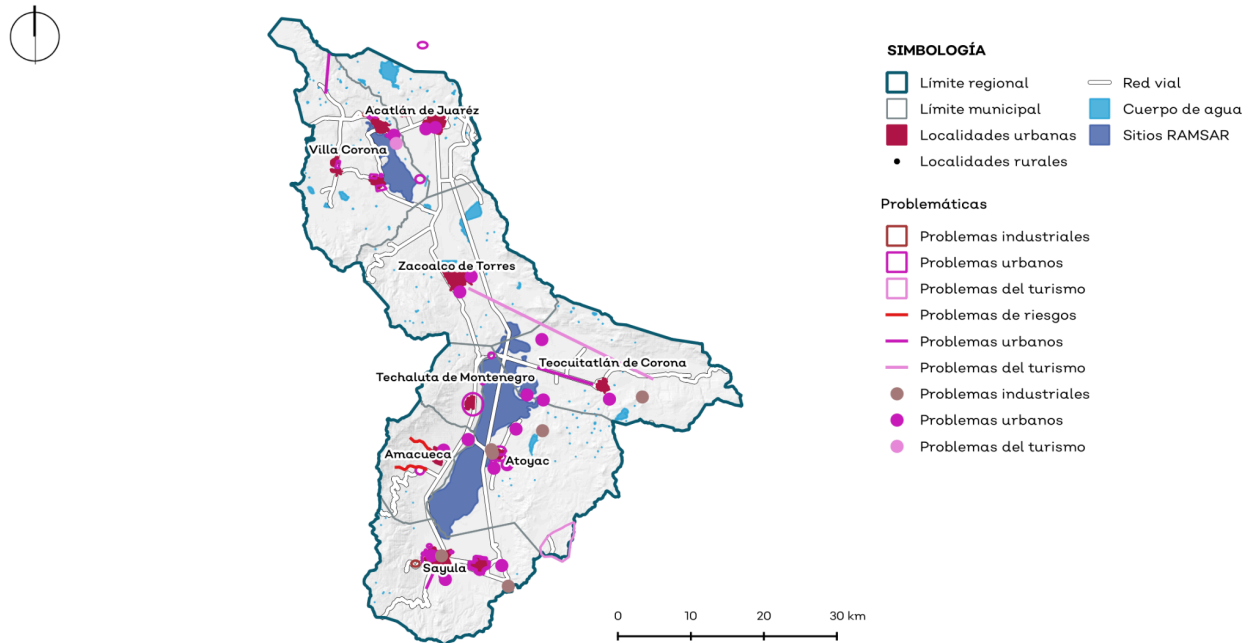 Acatlán de Juaréz
Villa Corona
Zacoalco de Torres
Teocuitatlán de Corona
Techaluta de Montenegro
Amacueca
Atoyac
Sayula
0 10 20 30 km
SIMBOLOGÍA
Límite regional
Límite municipal
Localidades urbanas
Localidades rurales
Red vial
Cuerpo de agua
Sitios RAMSAR
Problemáticas
Problemas industriales
Problemas urbanos
Problemas del turismo
Problemas de riesgos
Problemas urbanos
Problemas del turismo
Problemas industriales
Problemas urbanos
Problemas del turismo